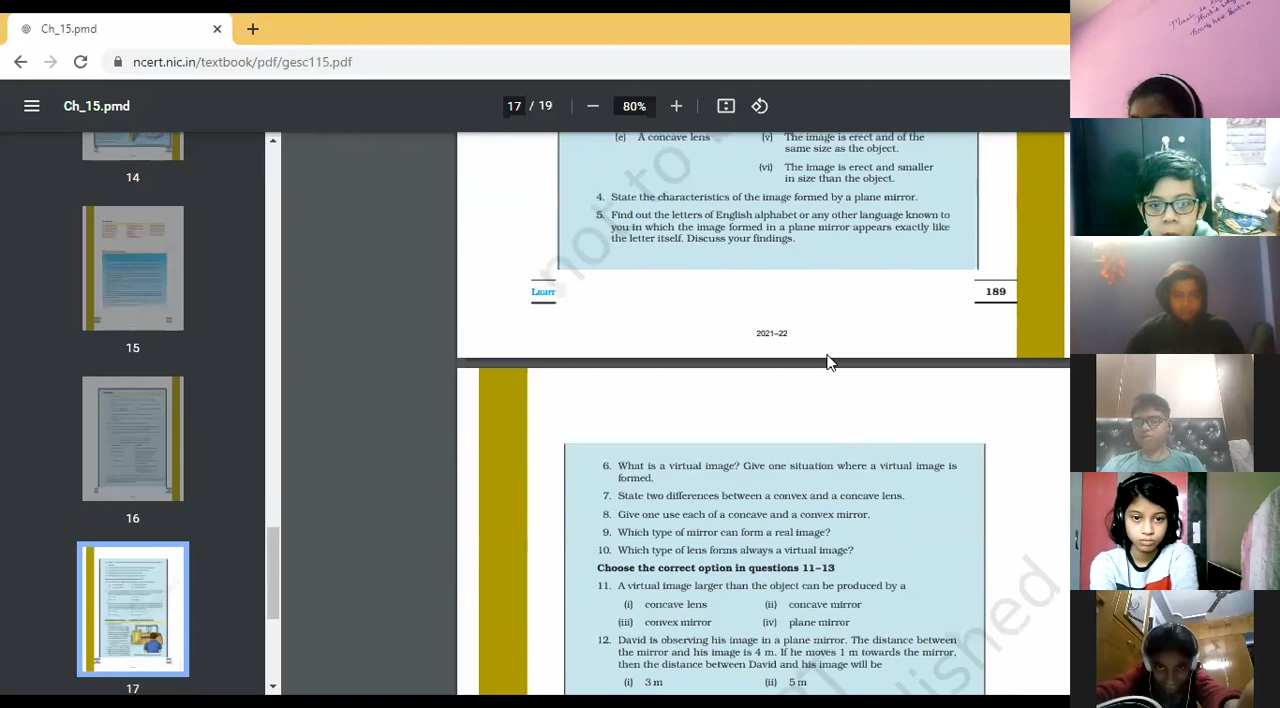 Ch_15.pmd
ncert.nic.in/textbook/pdf/gesc115.pdf
Ch_15.pmd
17 / 19
80%
14
15
16
17
(e) A concave lens (v) The image is erect and of the
same size as the object.
(vi) The image is erect and smaller
in size than the object.
4. State the characteristics of the image formed by a plane mirror.
5. Find out the letters of English alphabet or any other language known to
you in which the image formed in a plane mirror appears exactly like
the letter itself. Discuss your findings.
LIGHT
189
2021–22
6. What is a virtual image? Give one situation where a virtual image is
formed.
7. State two differences between a convex and a concave lens.
8. Give one use each of a concave and a convex mirror.
9. Which type of mirror can form a real image?
10. Which type of lens forms always a virtual image?
Choose the correct option in questions 11–13
11. A virtual image larger than the object can be produced by a
(i) concave lens (ii) concave mirror
(iii) convex mirror (iv) plane mirror
12. David is observing his image in a plane mirror. The distance between
the mirror and his image is 4 m. If he moves 1 m towards the mirror,
then the distance between David and his image will be
(i) 3 m (ii) 5 m
not to